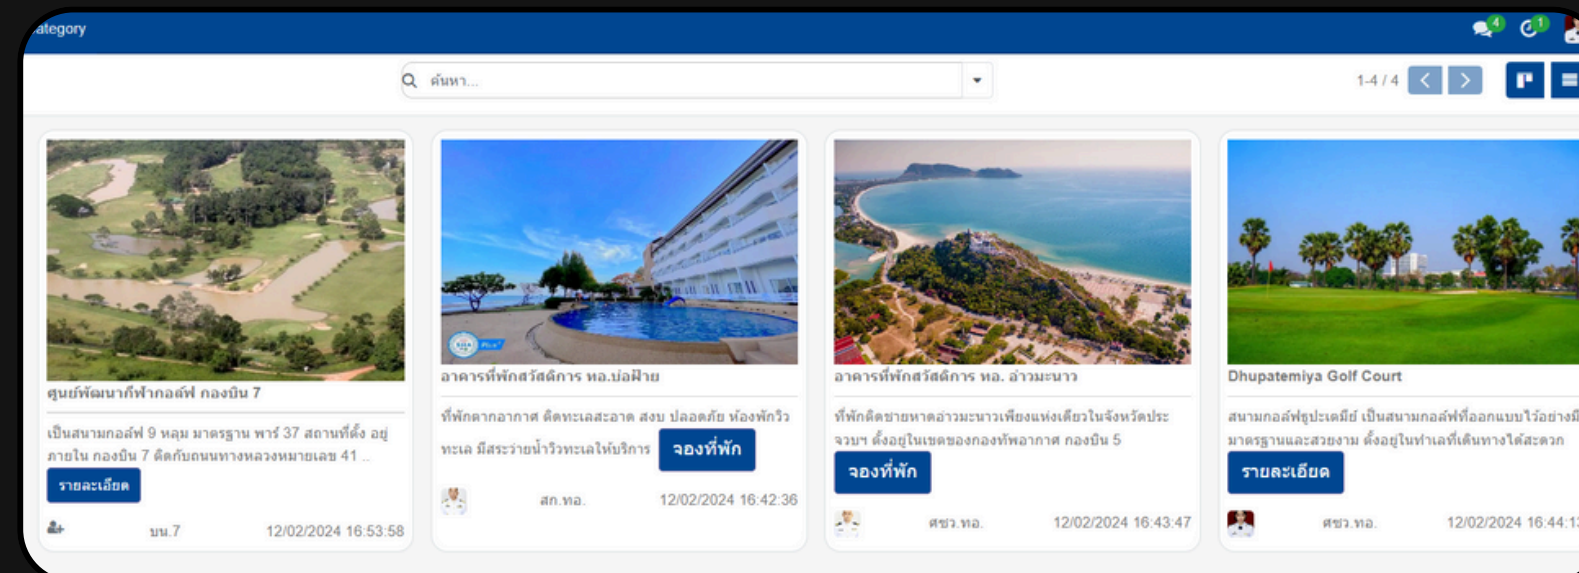 ategory
4
1
ค้นหา...
1-4 / 4
ศูนย์พัฒนากีฬากอล์ฟ กองบิน 7
เป็นสนามกอล์ฟ 9 หลุม มาตรฐาน พาร์ 37 สถานที่ตั้ง อยู่
ภายใน กองบิน 7 ติดกับถนนทางหลวงหมายเลข 41 ..
รายละเอียด
บน.7
12/02/2024 16:53:58
อาคารที่พักสวัสดิการ ทอ.บ่อฝ้าย
ที่พักตากอากาศ ติดทะเลสะอาด สงบ ปลอดภัย ห้องพักวิว
ทะเล มีสระว่ายน้ำวิวทะเลให้บริการ จองที่พัก
สก.ทอ.
12/02/2024 16:42:36
อาคารที่พักสวัสดิการ ทอ. อ่าวมะนาว
ที่พักติดชายหาดอ่าวมะนาวเพียงแห่งเดียวในจังหวัดประ
จวบฯ ตั้งอยู่ในเขตของกองทัพอากาศ กองบิน 5
จองที่พัก
ศชว.ทอ.
12/02/2024 16:43:47
Dhupatemiya Golf Court
สนามกอล์ฟธูปะเตมีย์ เป็นสนามกอล์ฟที่ออกแบบไว้อย่างมี
มาตรฐานและสวยงาม ตั้งอยู่ในทำเลที่เดินทางได้สะดวก
รายละเอียด
ศชว.ทอ.
12/02/2024 16:44:13